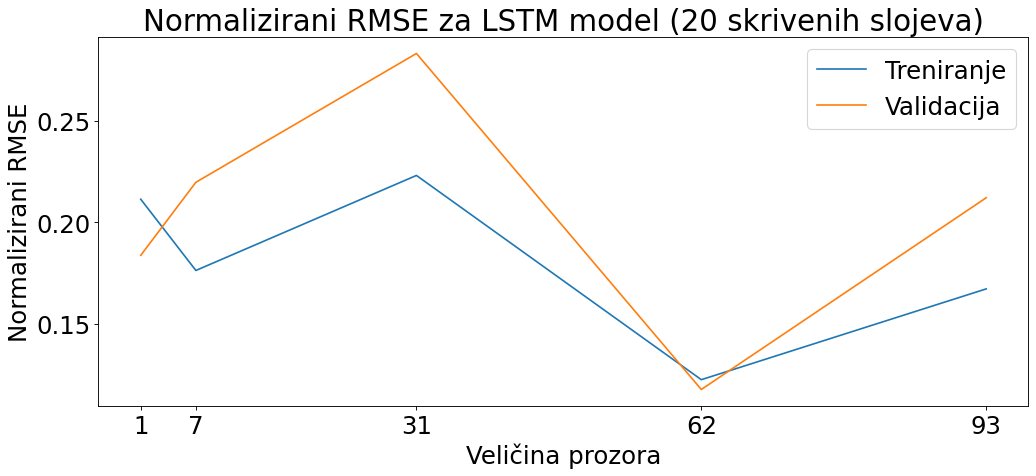 Normalizirani RMSE za LSTM model (20 skrivenih slojeva)
Treniranje
Validacija
Normalizirani RMSE
0.25
0.20
0.15
1 7 31 62 93
Veličina prozora